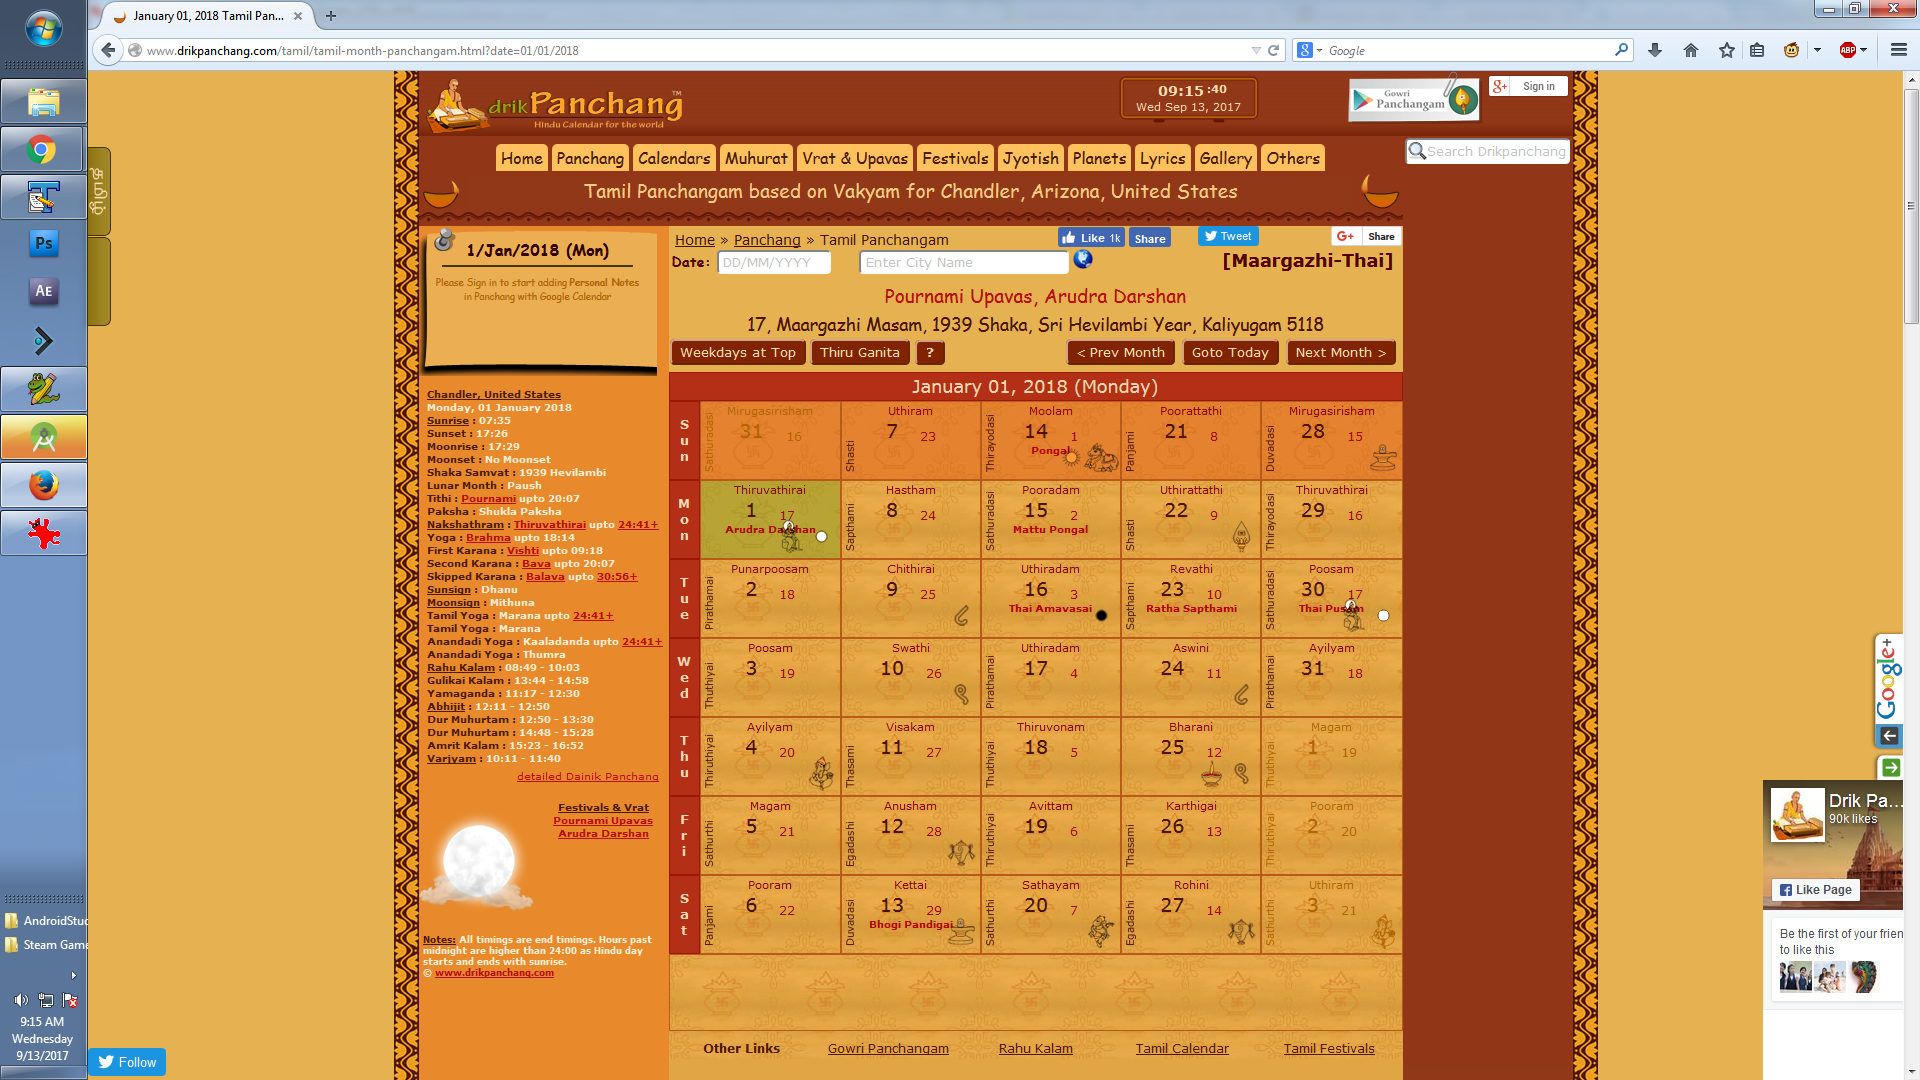 January 01, 2018 Tamil Pan...
www.drikpanchang.com/tamil/tamil-month-panchangam.html?date=01/01/2018
Google
ABP
drikPanchang™
Hindu Calendar for the world
09:15:40
Wed Sep 13, 2017
Gowri
Panchangam
Sign in
Home Panchang Calendars Muhurat Vrat & Upavas Festivals Jyotish Planets Lyrics Gallery Others
Search Drikpanchang
Tamil Panchangam based on Vakyam for Chandler, Arizona, United States
தமிழ்
Ps
AE
1/Jan/2018 (Mon)
Please Sign in to start adding Personal Notes
in Panchang with Google Calendar
Home » Panchang » Tamil Panchangam
Like 1k Share
Tweet
G+ Share
Date: DD/MM/YYYY Enter City Name
[Maargazhi-Thai]
Pournami Upavas, Arudra Darshan
17, Maargazhi Masam, 1939 Shaka, Sri Hevilambi Year, Kaliyugam 5118
Weekdays at Top Thiru Ganita ? < Prev Month Goto Today Next Month >
January 01, 2018 (Monday)
Sun
Sathuradasi Mirugasirisham 31 16
Shasti Uthiram 7 23
Thirayodasi Moolam 14 1 Pongal
Panjami Poorattathi 21 8
Duvadasi Mirugasirisham 28 15
Mon
Thiruvathirai 1 17 Arudra Darshan
Sapthami Hastham 8 24
Sathuradasi Pooradam 15 2 Mattu Pongal
Shasti Uthirattathi 22 9
Thirayodasi Thiruvathirai 29 16
Tue
Pirathamai Punarpoosam 2 18
Chithirai 9 25
Uthiradam 16 3 Thai Amavasai
Sapthami Revathi 23 10 Ratha Sapthami
Sathuradasi Poosam 30 17 Thai Pusam
Wed
Thuthiyai Poosam 3 19
Swathi 10 26
Pirathamai Uthiradam 17 4
Aswini 24 11
Pirathamai Ayilyam 31 18
Thu
Thiruthiyai Ayilyam 4 20
Thasami Visakam 11 27
Thuthiyai Thiruvonam 18 5
Bharani 25 12
Thuthiyai Magam 1 19
Fri
Sathurthi Magam 5 21
Egadashi Anusham 12 28
Thiruthiyai Avittam 19 6
Thasami Karthigai 26 13
Thiruthiyai Pooram 2 20
Sat
Panjami Pooram 6 22
Duvadasi Kettai 13 29 Bhogi Pandigai
Sathurthi Sathayam 20 7
Egadashi Rohini 27 14
Sathurthi Uthiram 3 21
Chandler, United States
Monday, 01 January 2018
Sunrise : 07:35
Sunset : 17:26
Moonrise : 17:29
Moonset : No Moonset
Shaka Samvat : 1939 Hevilambi
Lunar Month : Paush
Tithi : Pournami upto 20:07
Paksha : Shukla Paksha
Nakshathram : Thiruvathirai upto 24:41+
Yoga : Brahma upto 18:14
First Karana : Vishti upto 09:18
Second Karana : Bava upto 20:07
Skipped Karana : Balava upto 30:56+
Sunsign : Dhanu
Moonsign : Mithuna
Tamil Yoga : Marana upto 24:41+
Tamil Yoga : Marana
Anandadi Yoga : Kaaladanda upto 24:41+
Anandadi Yoga : Thumra
Rahu Kalam : 08:49 - 10:03
Gulikai Kalam : 13:44 - 14:58
Yamaganda : 11:17 - 12:30
Abhijit : 12:11 - 12:50
Dur Muhurtam : 12:50 - 13:30
Dur Muhurtam : 14:48 - 15:28
Amrit Kalam : 15:23 - 16:52
Varjyam : 10:11 - 11:40
detailed Dainik Panchang
Festivals & Vrat
Pournami Upavas
Arudra Darshan
Notes: All timings are end timings. Hours past
midnight are higher than 24:00 as Hindu day
starts and ends with sunrise.
© www.drikpanchang.com
Other Links Gowri Panchangam Rahu Kalam Tamil Calendar Tamil Festivals
Google+
Drik Pa...
90k likes
Like Page
Be the first of your frien
to like this
AndroidStud
Steam Game
9:15 AM
Wednesday
9/13/2017
Follow